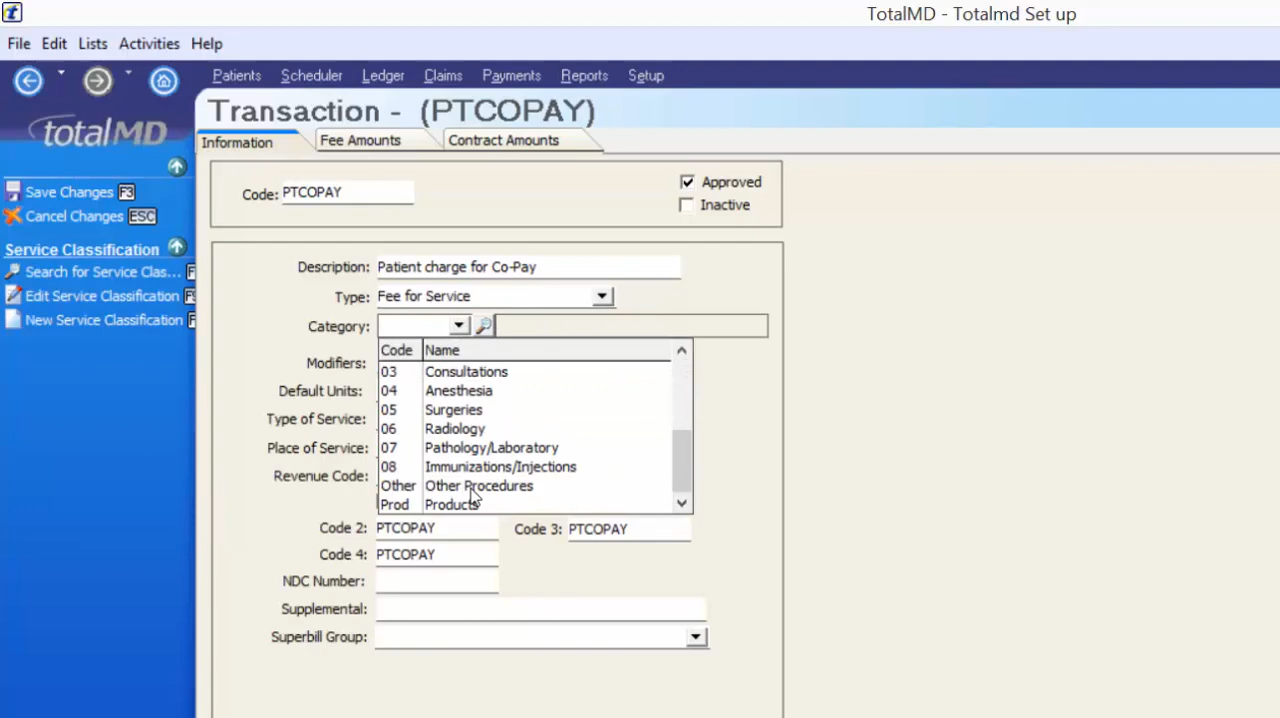 TotalMD - Totalmd Set up
File Edit Lists Activities Help
Patients Scheduler Ledger Claims Payments Reports Setup
totalMD
Transaction - (PTCOPAY)
Information Fee Amounts Contract Amounts
Save Changes F3
Cancel Changes ESC
Service Classification
Search for Service Clas... F
Edit Service Classification F
New Service Classification F
Code: PTCOPAY
Approved
Inactive
Description: Patient charge for Co-Pay
Type: Fee for Service
Category:
Code Name
03 Consultations
04 Anesthesia
05 Surgeries
06 Radiology
07 Pathology/Laboratory
08 Immunizations/Injections
Other Other Procedures
Prod Products
Modifiers:
Default Units:
Type of Service:
Place of Service:
Revenue Code:
Code 2: PTCOPAY Code 3: PTCOPAY
Code 4: PTCOPAY
NDC Number:
Supplemental:
Superbill Group: